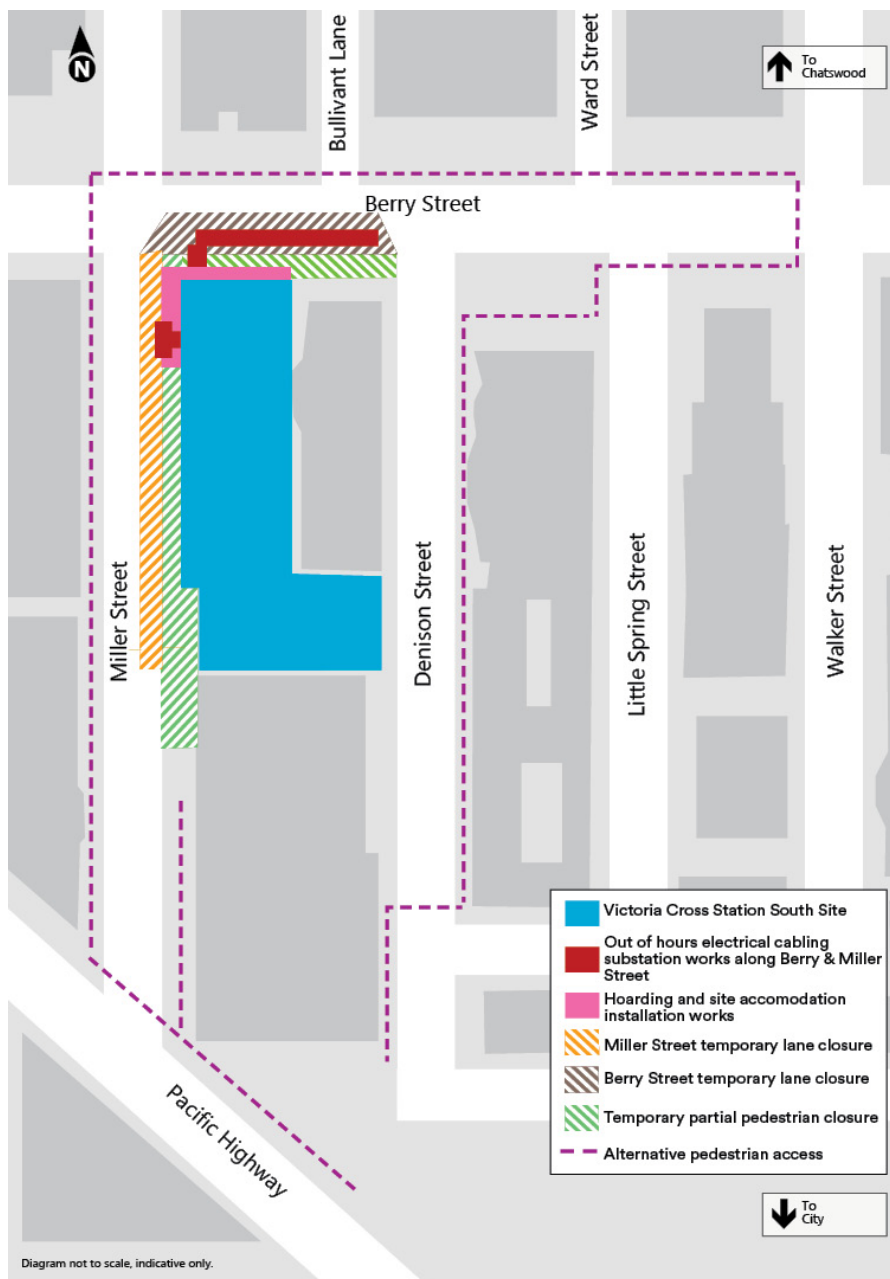 N
Bullivant Lane
Ward Street
To
Chatswood
Berry Street
Miller Street
Denison Street
Little Spring Street
Walker Street
Pacific Highway
Victoria Cross Station South Site
Out of hours electrical cabling
substation works along Berry & Miller
Street
Hoarding and site accomodation
installation works
Miller Street temporary lane closure
Berry Street temporary lane closure
Temporary partial pedestrian closure
Alternative pedestrian access
To
City
Diagram not to scale, indicative only.